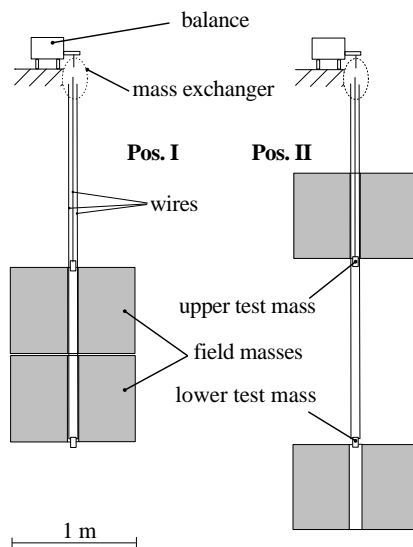 balance
mass exchanger
Pos. I
Pos. II
wires
upper test mass
field masses
lower test mass
1 m